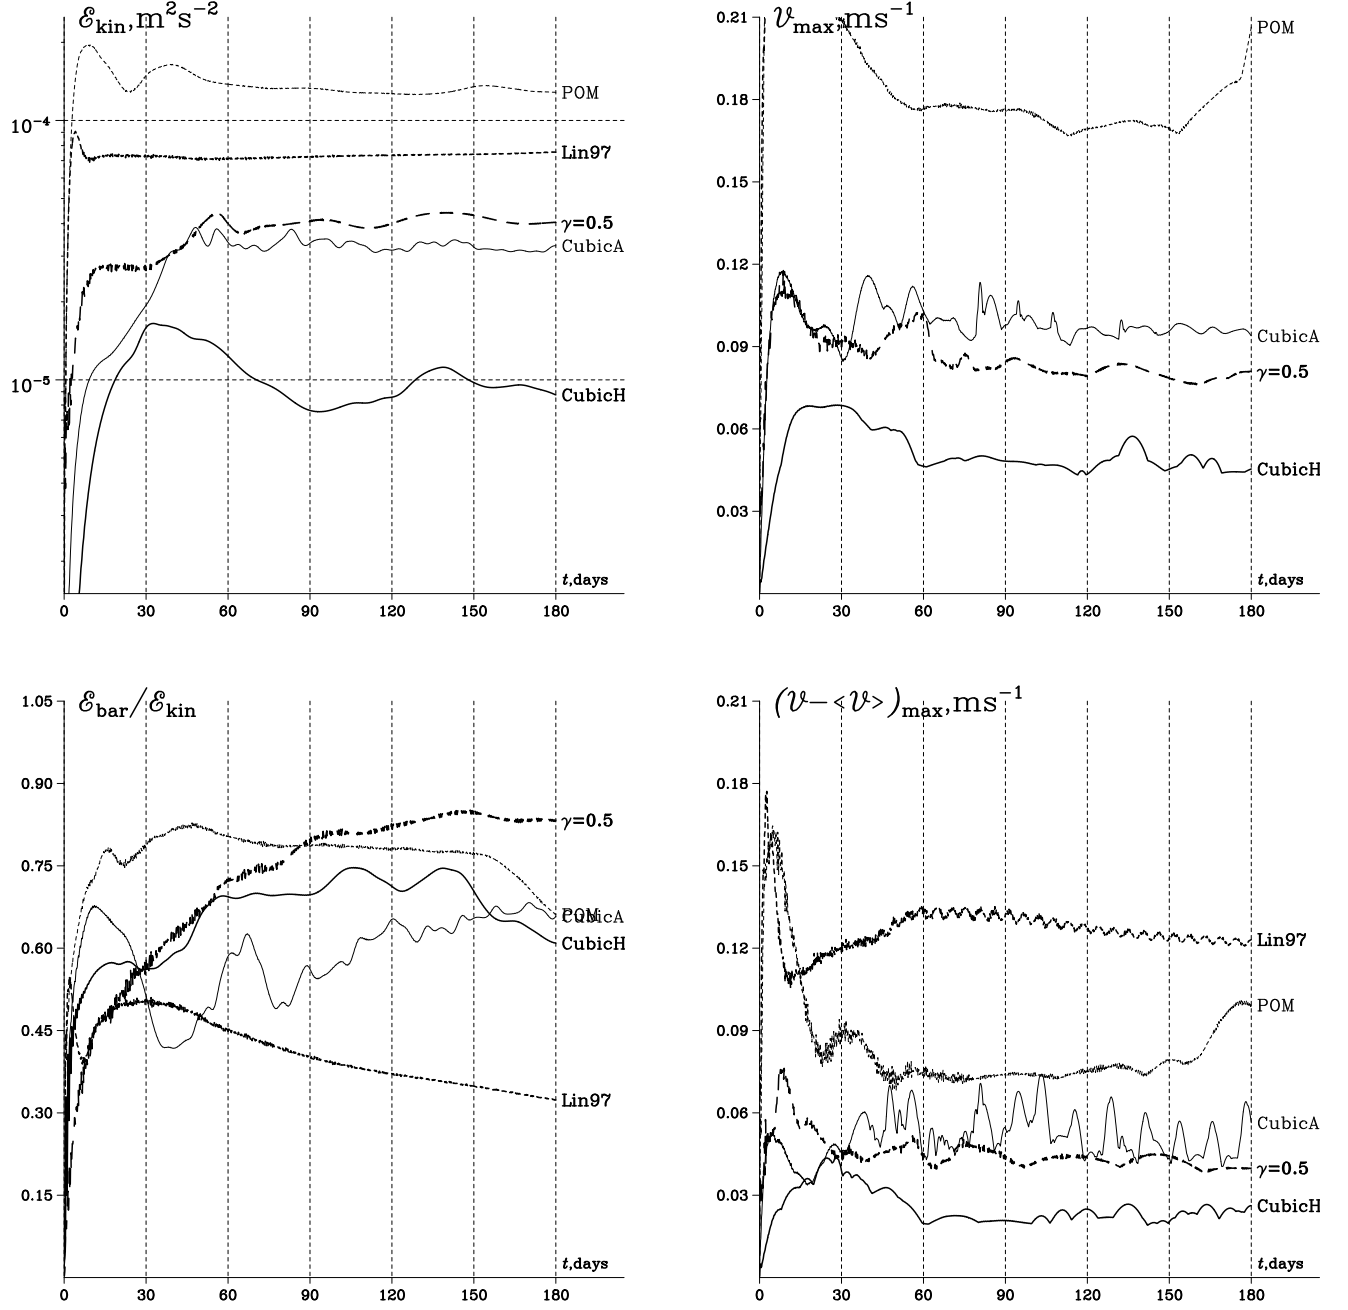 ℰkin,m²s⁻²
10⁻⁴
10⁻⁵
POM
Lin97
γ=0.5
CubicA
CubicH
t,days
0 30 60 90 120 150 180
𝒱max,ms⁻¹
0.21
0.18
0.15
0.12
0.09
0.06
0.03
POM
CubicA
γ=0.5
CubicH
t,days
0 30 60 90 120 150 180
ℰbar/ℰkin
1.05
0.90
0.75
0.60
0.45
0.30
0.15
γ=0.5
POM
CubicA
CubicH
Lin97
t,days
0 30 60 90 120 150 180
(𝒱−<𝒱>)max,ms⁻¹
0.21
0.18
0.15
0.12
0.09
0.06
0.03
Lin97
POM
CubicA
γ=0.5
CubicH
t,days
0 30 60 90 120 150 180